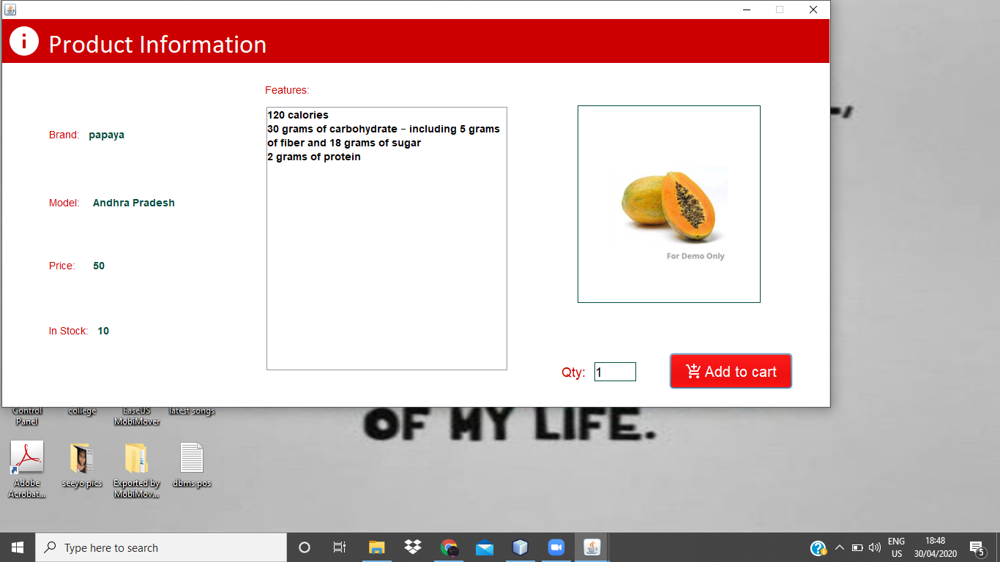 Product Information
Features:
Brand: papaya
120 calories
30 grams of carbohydrate – including 5 grams
of fiber and 18 grams of sugar
2 grams of protein
Model: Andhra Pradesh
Price: 50
In Stock: 10
For Demo Only
Qty: 1
Add to cart
OF MY LIFE.
Control
Panel
college
EaseUS
MobiMover
latest songs
Adobe
Acrobat...
seeyo pics
Exported by
MobiMov...
dbms pos
Type here to search
ENG
US
18:48
30/04/2020
5